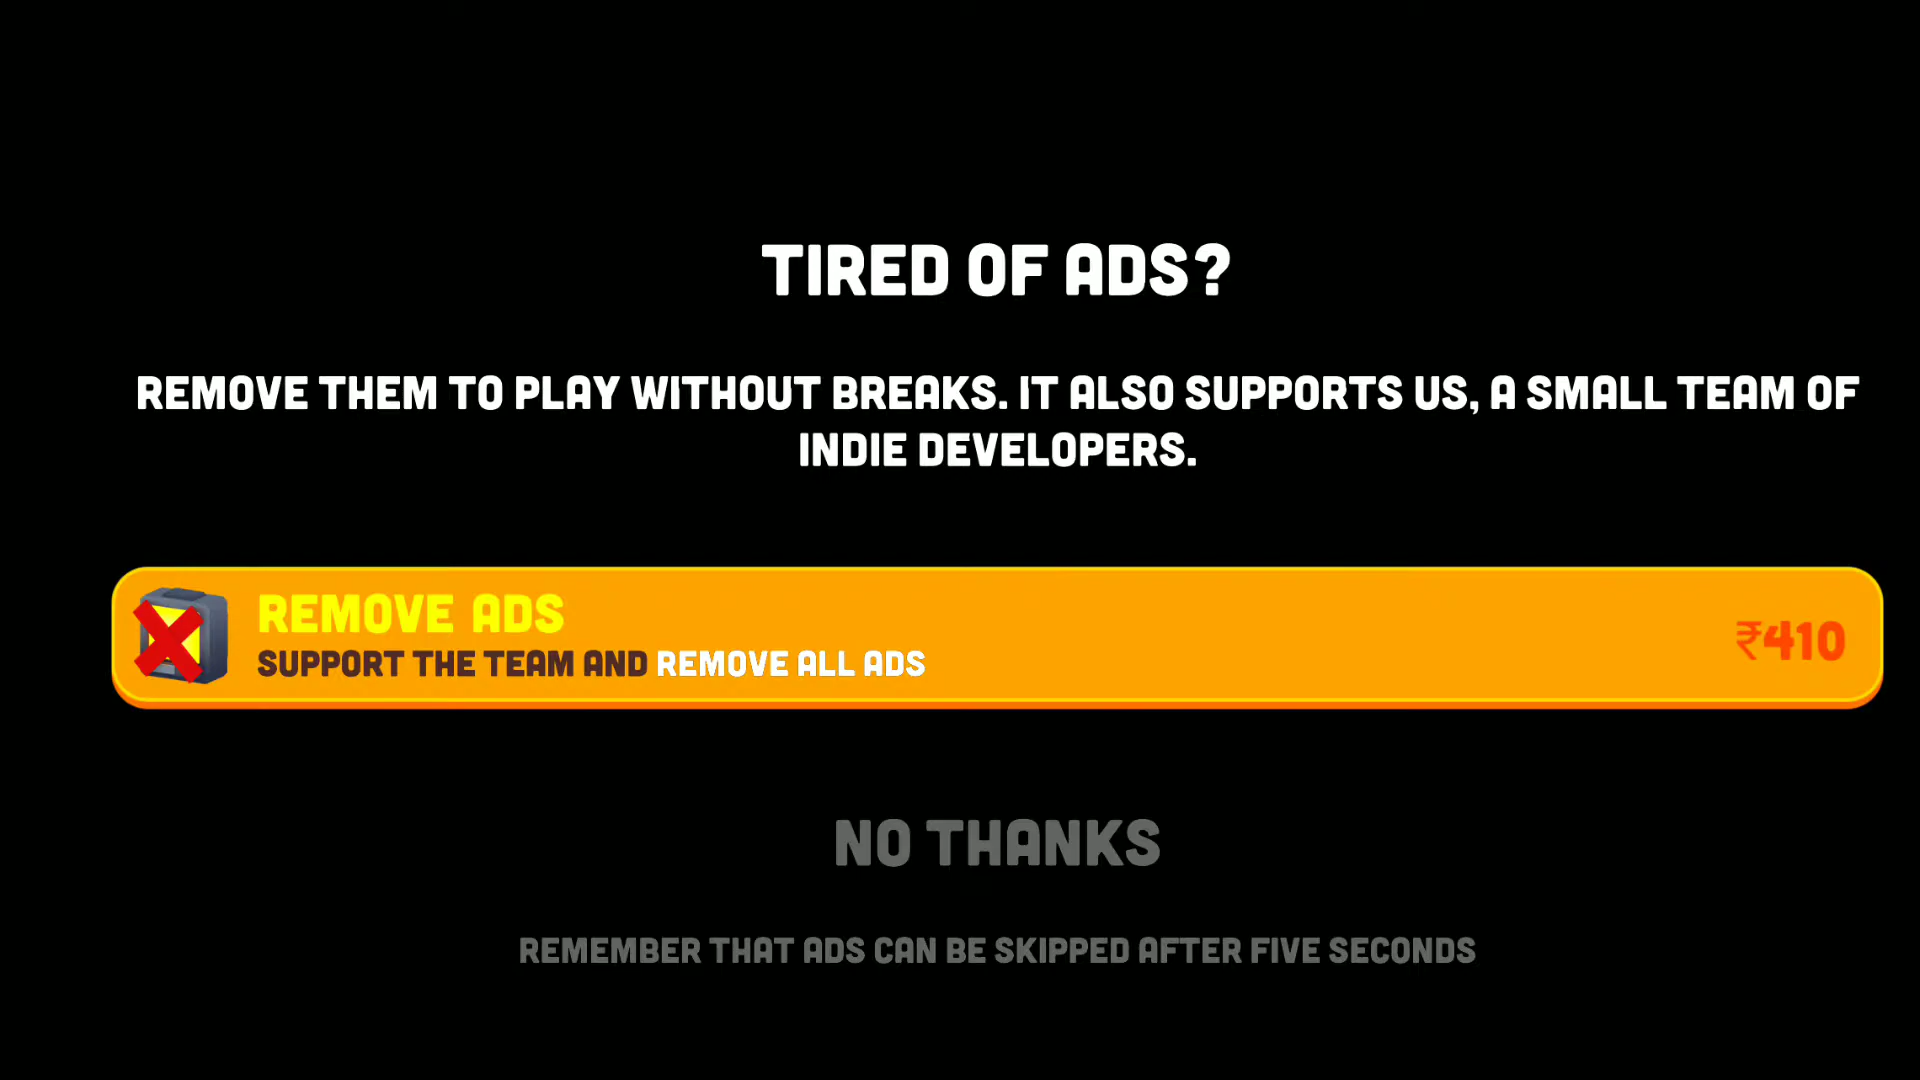 TIRED OF ADS?
REMOVE THEM TO PLAY WITHOUT BREAKS. IT ALSO SUPPORTS US, A SMALL TEAM OF
INDIE DEVELOPERS.
REMOVE ADS
SUPPORT THE TEAM AND REMOVE ALL ADS
₹410
NO THANKS
REMEMBER THAT ADS CAN BE SKIPPED AFTER FIVE SECONDS